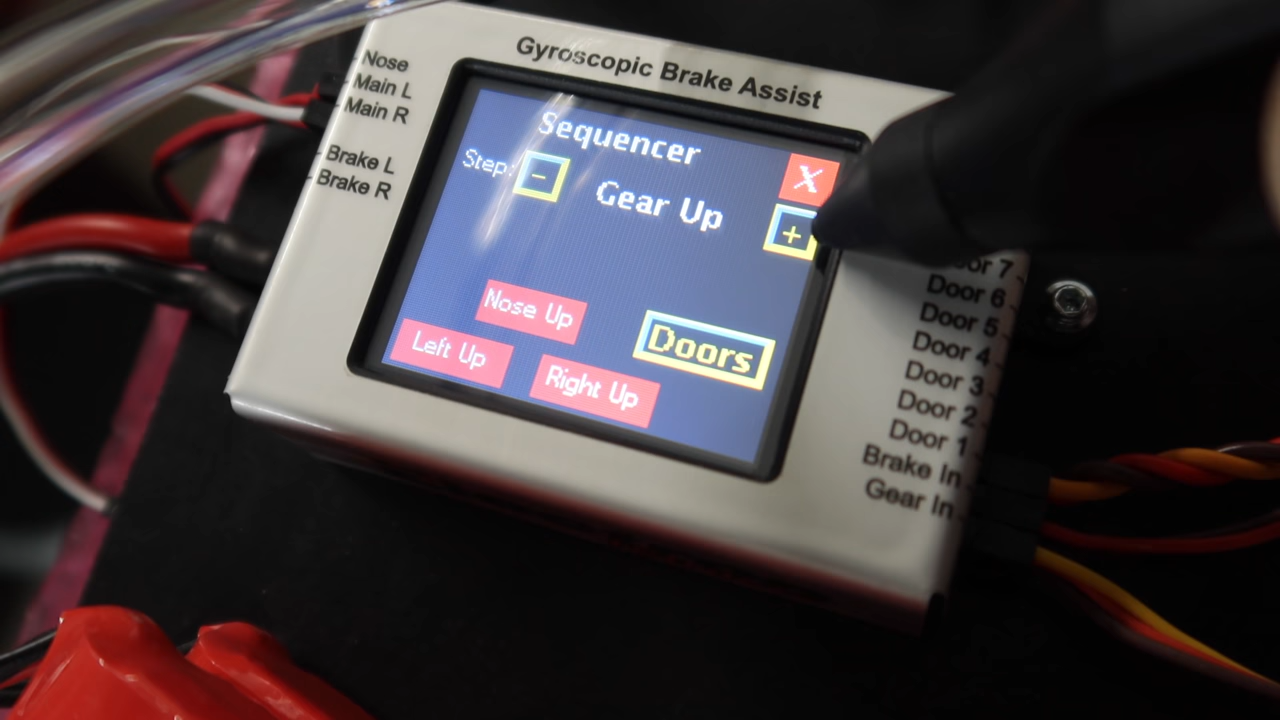 Gyroscopic Brake Assist
Nose
Main L
Main R
Brake L
Brake R
Sequencer
Step: - X
Gear Up
+
Nose Up
Left Up
Right Up
Doors
Door 7
Door 6
Door 5
Door 4
Door 3
Door 2
Door 1
Brake In
Gear In